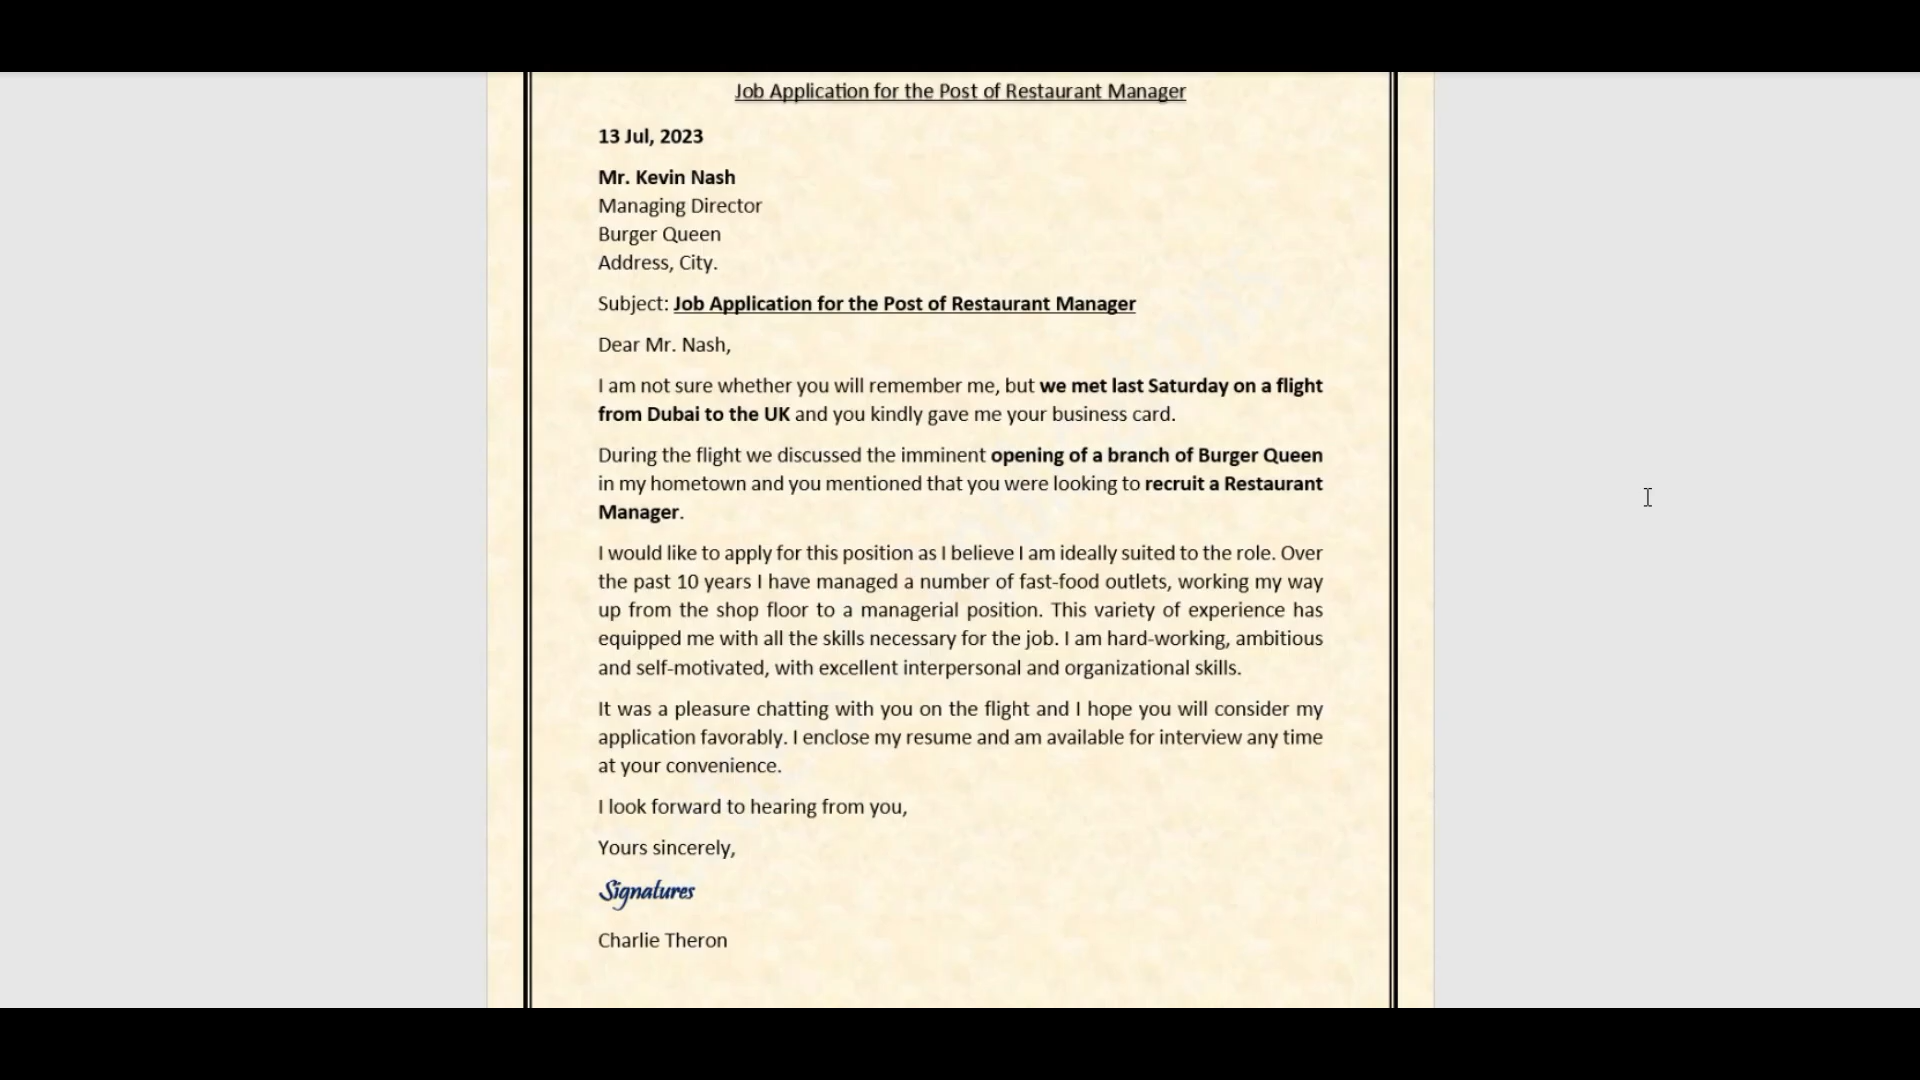 Job Application for the Post of Restaurant Manager
13 Jul, 2023
Mr. Kevin Nash
Managing Director
Burger Queen
Address, City.
Subject: Job Application for the Post of Restaurant Manager
Dear Mr. Nash,
I am not sure whether you will remember me, but we met last Saturday on a flight
from Dubai to the UK and you kindly gave me your business card.
During the flight we discussed the imminent opening of a branch of Burger Queen
in my hometown and you mentioned that you were looking to recruit a Restaurant
Manager.
I would like to apply for this position as I believe I am ideally suited to the role. Over
the past 10 years I have managed a number of fast-food outlets, working my way
up from the shop floor to a managerial position. This variety of experience has
equipped me with all the skills necessary for the job. I am hard-working, ambitious
and self-motivated, with excellent interpersonal and organizational skills.
It was a pleasure chatting with you on the flight and I hope you will consider my
application favorably. I enclose my resume and am available for interview any time
at your convenience.
I look forward to hearing from you,
Yours sincerely,
Signatures
Charlie Theron